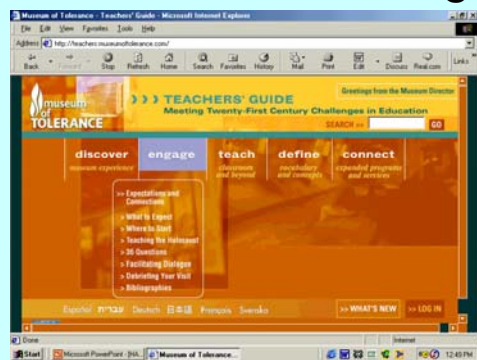 Museum of Tolerance - Teachers' Guide - Microsoft Internet Explorer
File Edit View Favorites Tools Help
Address http://teachers.museumoftolerance.com/
Links
Back Forward Stop Refresh Home Search Favorites History Mail Print Edit Discuss Real.com
Greetings from the Museum Director
museum of TOLERANCE
TEACHERS' GUIDE
Meeting Twenty-First Century Challenges in Education
SEARCH GO
discover engage teach define connect
museum experience classroom and beyond vocabulary and concepts expanded programs and services
>> Expectations and Connections
> What to Expect
> Where to Start
> Teaching the Holocaust
> 36 Questions
> Facilitating Dialogue
> Debriefing Your Visit
> Bibliographies
Español עברית Deutsch 日本語 Français Svenska
>> WHAT'S NEW >> LOG IN
Done Internet
Start Microsoft PowerPoint - [HA... Museum of Tolerance... 12:49 PM